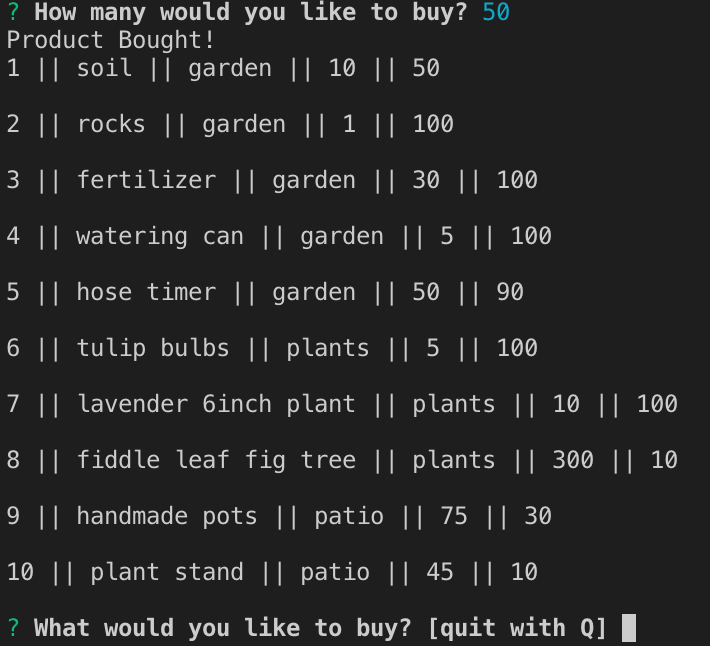 ? How many would you like to buy? 50
Product Bought!
1 || soil || garden || 10 || 50
2 || rocks || garden || 1 || 100
3 || fertilizer || garden || 30 || 100
4 || watering can || garden || 5 || 100
5 || hose timer || garden || 50 || 90
6 || tulip bulbs || plants || 5 || 100
7 || lavender 6inch plant || plants || 10 || 100
8 || fiddle leaf fig tree || plants || 300 || 10
9 || handmade pots || patio || 75 || 30
10 || plant stand || patio || 45 || 10
? What would you like to buy? [quit with Q]